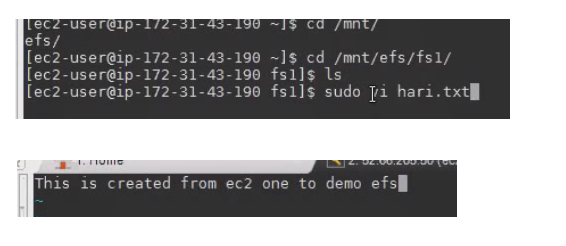 [ec2-user@ip-172-31-43-190 ~]$ cd /mnt/
efs/
[ec2-user@ip-172-31-43-190 ~]$ cd /mnt/efs/fs1/
[ec2-user@ip-172-31-43-190 fs1]$ ls
[ec2-user@ip-172-31-43-190 fs1]$ sudo vi hari.txt
1. Home
This is created from ec2 one to demo efs
~